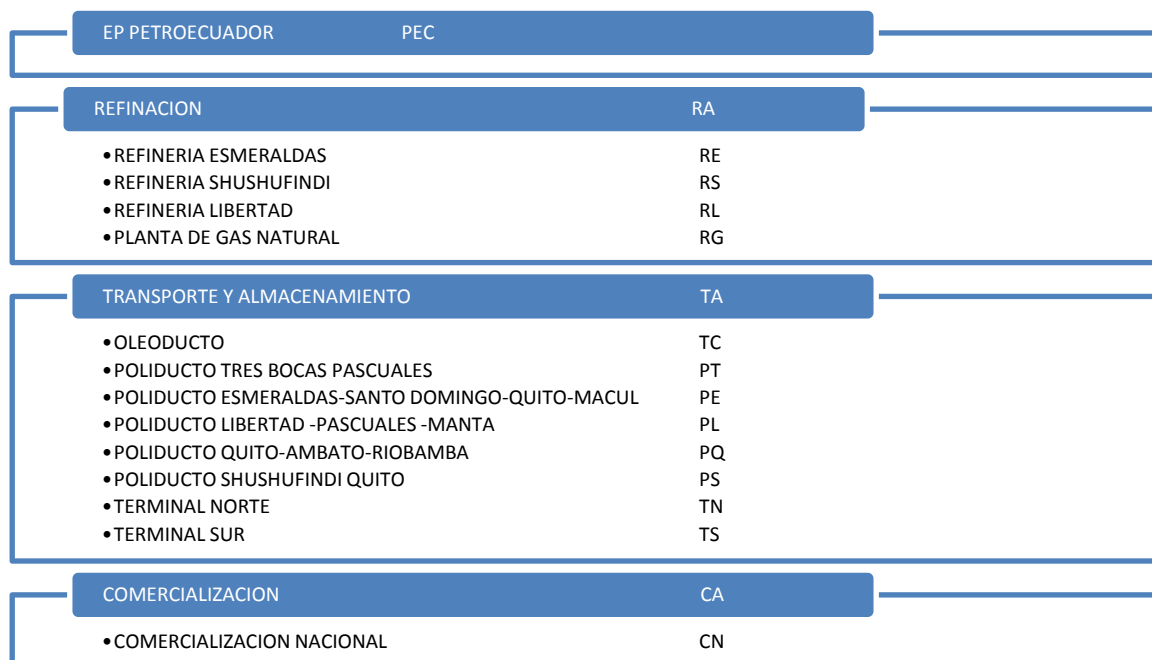 EP PETROECUADOR PEC
REFINACION RA
•REFINERIA ESMERALDAS RE
•REFINERIA SHUSHUFINDI RS
•REFINERIA LIBERTAD RL
•PLANTA DE GAS NATURAL RG
TRANSPORTE Y ALMACENAMIENTO TA
•OLEODUCTO TC
•POLIDUCTO TRES BOCAS PASCUALES PT
•POLIDUCTO ESMERALDAS-SANTO DOMINGO-QUITO-MACUL PE
•POLIDUCTO LIBERTAD -PASCUALES -MANTA PL
•POLIDUCTO QUITO-AMBATO-RIOBAMBA PQ
•POLIDUCTO SHUSHUFINDI QUITO PS
•TERMINAL NORTE TN
•TERMINAL SUR TS
COMERCIALIZACION CA
•COMERCIALIZACION NACIONAL CN